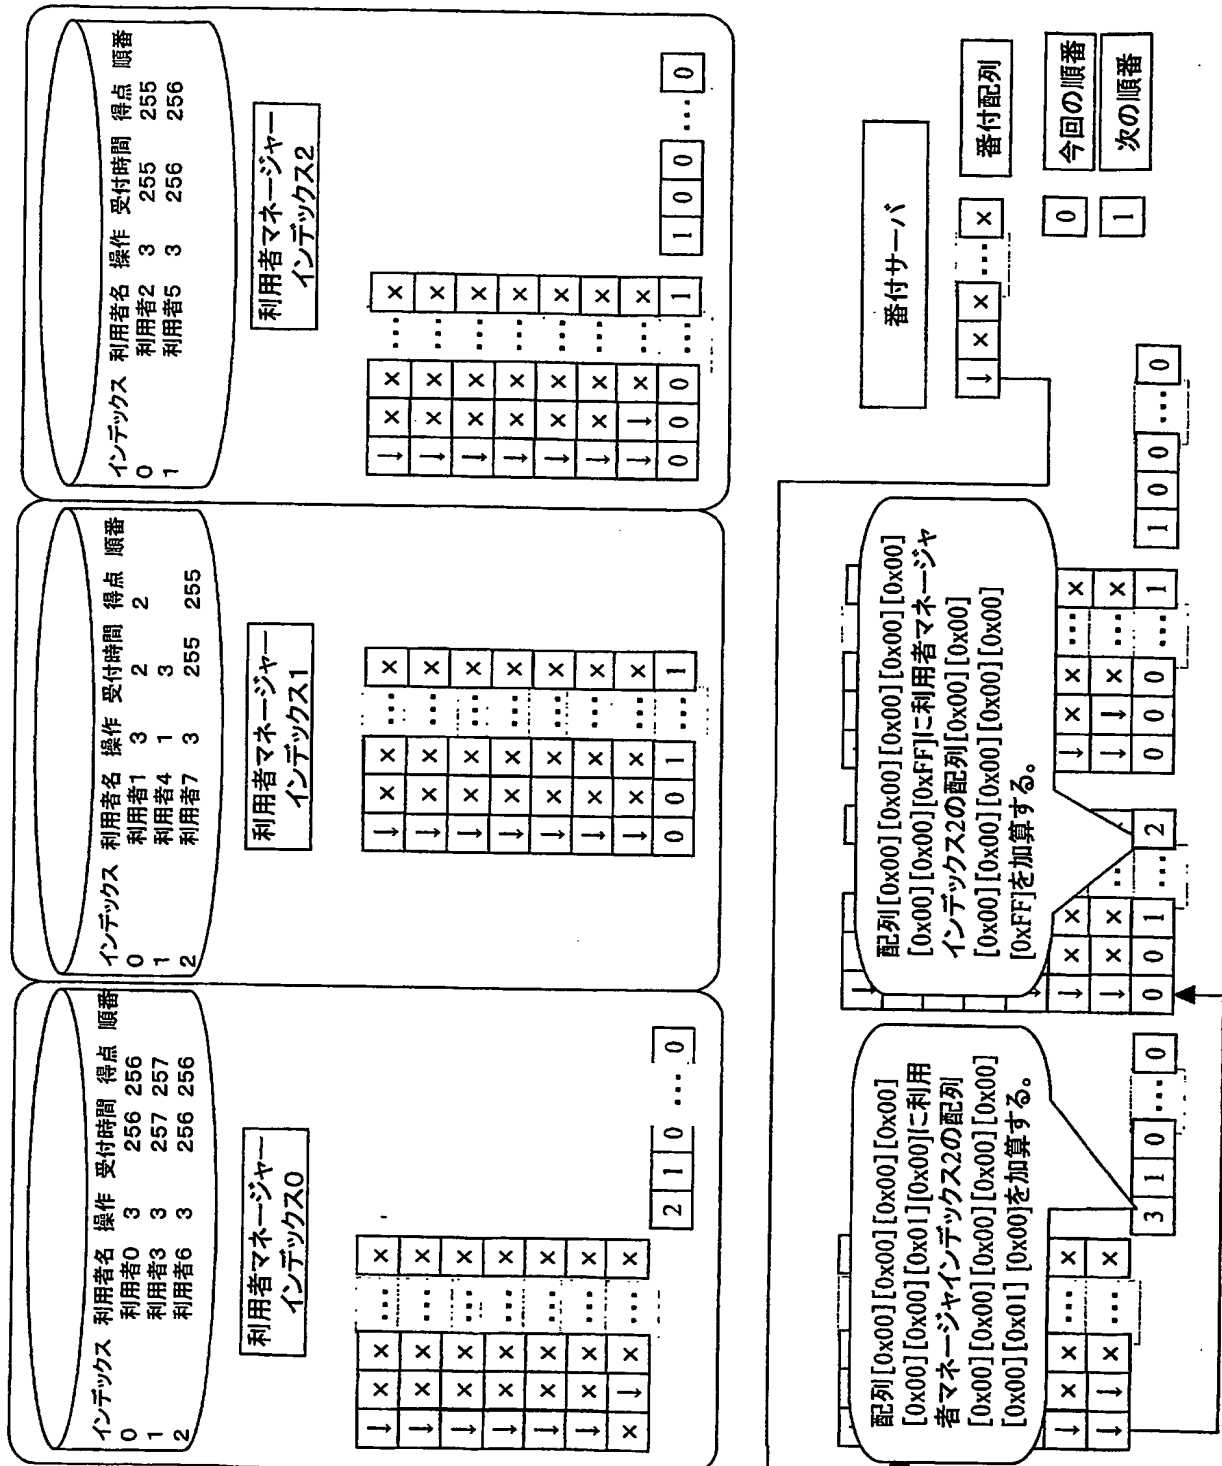 インデックス 利用者名 操作 受付時間 得点 順番
0 利用者0 3 256 256
1 利用者3 3 257 257
2 利用者6 3 256 256
利用者マネージャー
インデックス0
↓ × × … ×
↓ × × … ×
↓ × × … ×
↓ × × … ×
↓ × × … ×
↓ × × … ×
× ↓ × … ×
2 1 0 … 0
インデックス 利用者名 操作 受付時間 得点 順番
0 利用者1 3 2 2
1 利用者4 1 3
2 利用者7 3 255 255
利用者マネージャー
インデックス1
↓ × × … ×
↓ × × … ×
↓ × × … ×
↓ × × … ×
↓ × × … ×
↓ × × … ×
↓ × × … ×
0 0 1 … 1
インデックス 利用者名 操作 受付時間 得点 順番
0 利用者2 3 255 255
1 利用者5 3 256 256
利用者マネージャー
インデックス2
↓ × × … ×
↓ × × … ×
↓ × × … ×
↓ × × … ×
↓ × × … ×
↓ × × … ×
↓ ↓ × … ×
0 0 0 … 1
1 0 0 … 0
配列[0x00][0x00][0x00][0x00]
[0x00][0x00][0x01][0x00]に利用
者マネージャインデックス2の配列
[0x00][0x00][0x00][0x00][0x00]
[0x00][0x01] [0x00]を加算する。
↓ × × … ×
↓ ↓ × … ×
3 1 0 … 0
配列[0x00][0x00][0x00][0x00][0x00]
[0x00][0x00][0xFF]に利用者マネージャ
インデックス2の配列[0x00][0x00]
[0x00][0x00][0x00][0x00][0x00]
[0xFF]を加算する。
↓ × ×
↓ × × …
0 0 1 … 2
↓ × × … ×
↓ ↓ × … ×
0 0 0 … 1
1 0 0 … 0
番付サーバ
↓ × × … × 番付配列
0 今回の順番
1 次の順番